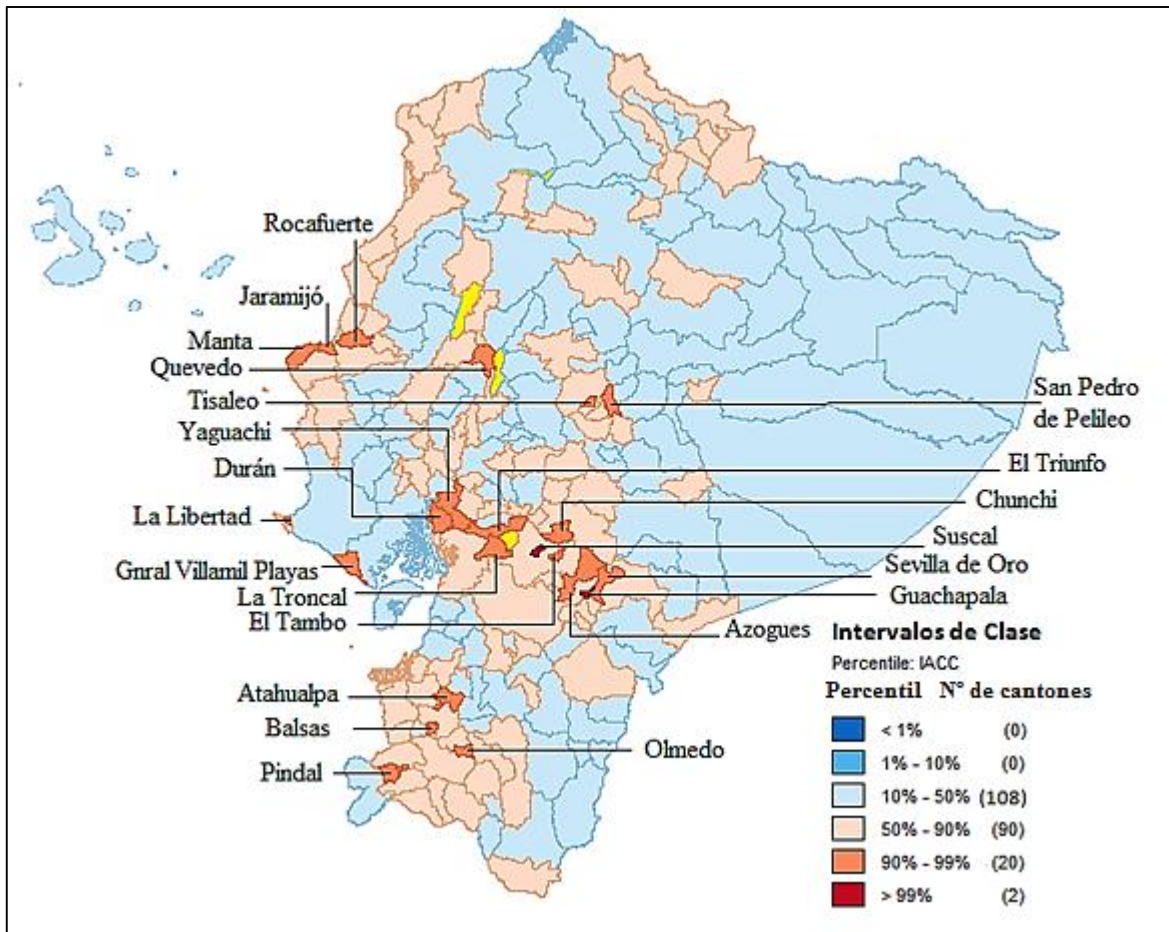 Rocafuerte
Jaramijó
Manta
Quevedo
Tisaleo
Yaguachi
Durán
La Libertad
Gnral Villamil Playas
La Troncal
El Tambo
Atahualpa
Balsas
Pindal
San Pedro
de Pelileo
El Triunfo
Chunchi
Suscal
Sevilla de Oro
Guachapala
Azogues
Olmedo
Intervalos de Clase
Percentile: IACC
Percentil N° de cantones
< 1% (0)
1% - 10% (0)
10% - 50% (108)
50% - 90% (90)
90% - 99% (20)
> 99% (2)